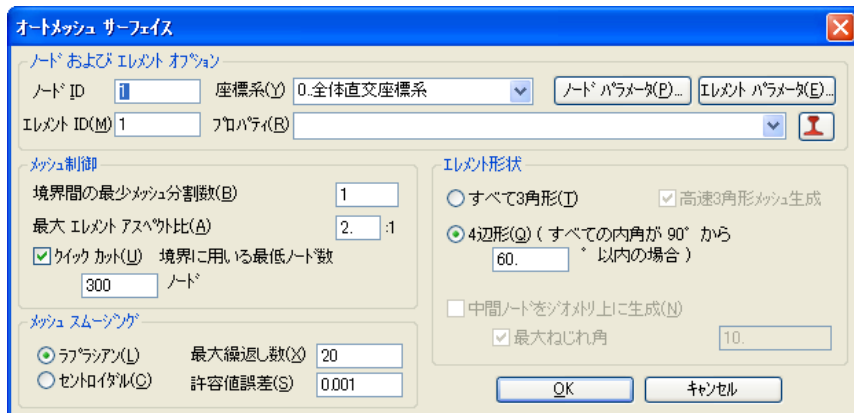 オートメッシュ サーフェイス
ノード および エレメント オプション
ノード ID 1 座標系(Y) 0..全体直交座標系 ノード パラメータ(P)... エレメント パラメータ(E)...
エレメント ID(M) 1 プロパティ(R)
メッシュ制御
境界間の最少メッシュ分割数(B) 1
最大 エレメント アスペクト比(A) 2. :1
クイック カット(U) 境界に用いる最低ノード数
300 ノード
メッシュ スムージング
ラプラシアン(L) 最大繰返し数(X) 20
セントロイダル(C) 許容値誤差(S) 0.001
エレメント形状
すべて3角形(T) 高速3角形メッシュ生成
4辺形(Q) ( すべての内角が 90° から
60. ° 以内の場合 )
中間ノードをジオメトリ上に生成(N)
最大ねじれ角 10.
OK キャンセル